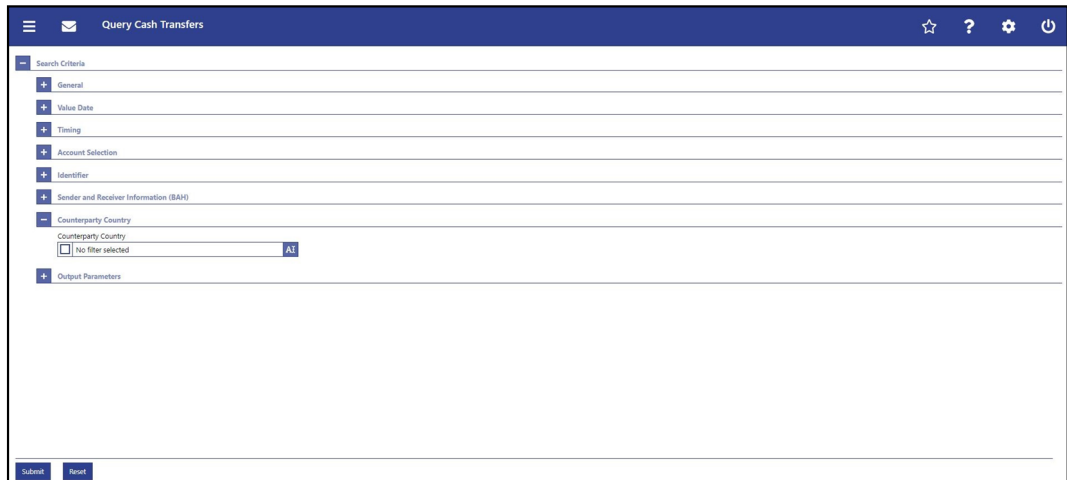 Query Cash Transfers
Search Criteria
General
Value Date
Timing
Account Selection
Identifier
Sender and Receiver Information (BAH)
Counterparty Country
Counterparty Country
No filter selected
AI
Output Parameters
Submit Reset